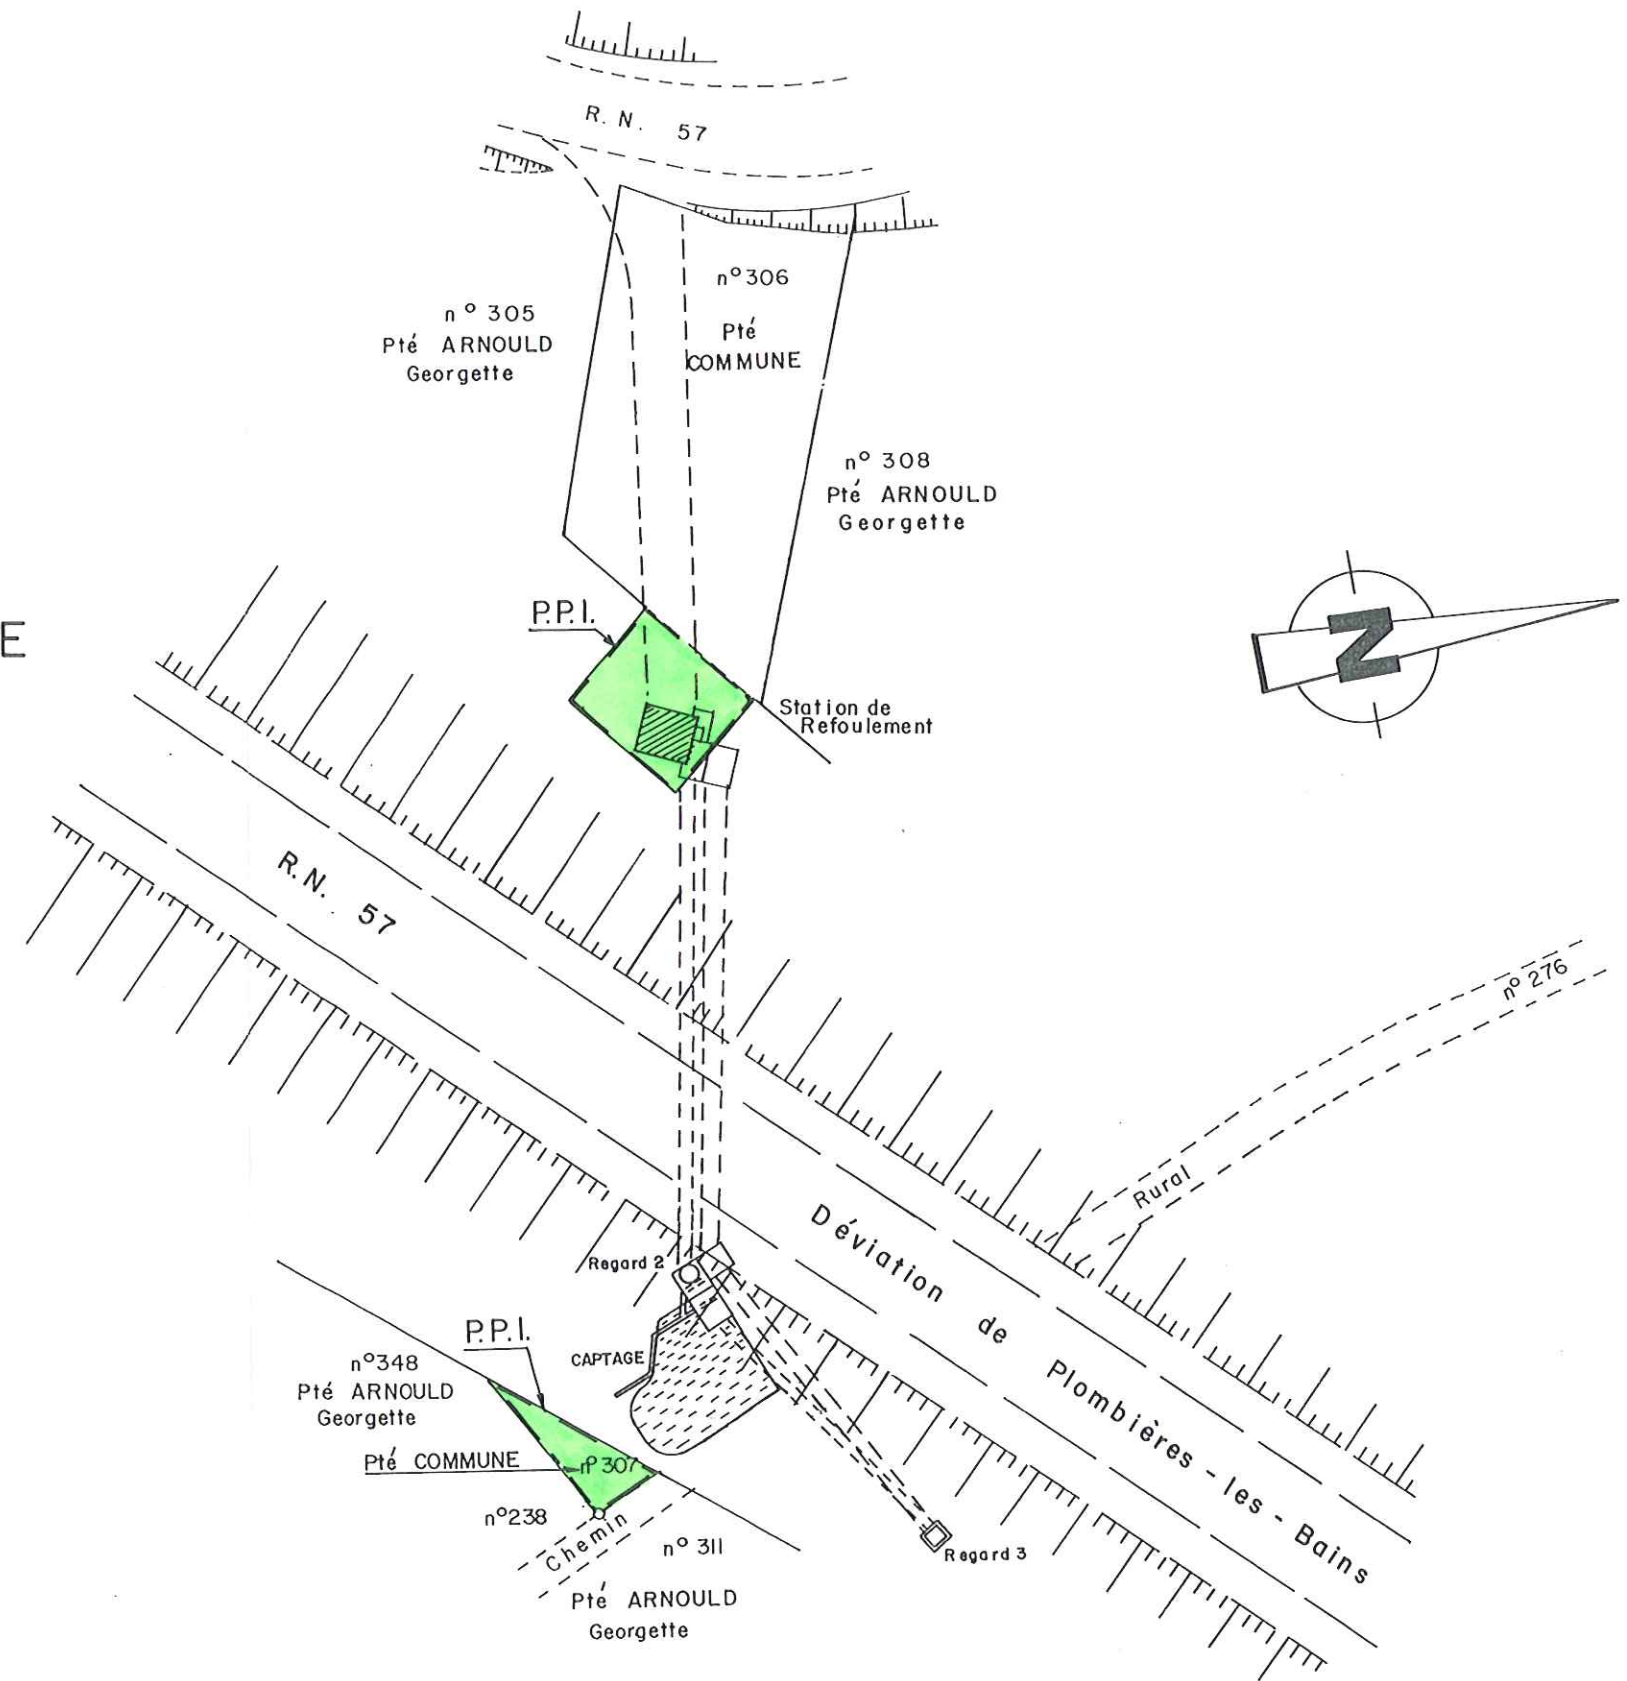 R. N. 57
n° 306
Pté
COMMUNE
n° 305
Pté ARNOULD
Georgette
n° 308
Pté ARNOULD
Georgette
E
P.P.I.
N
Station de
Refoulement
R.N. 57
n° 276
Rural
Déviation de Plombières-les-Bains
Regard 2
P.P.I.
CAPTAGE
n°348
Pté ARNOULD
Georgette
Pté COMMUNE
n°307
n°238
Chemin
n° 311
Regard 3
Pté ARNOULD
Georgette